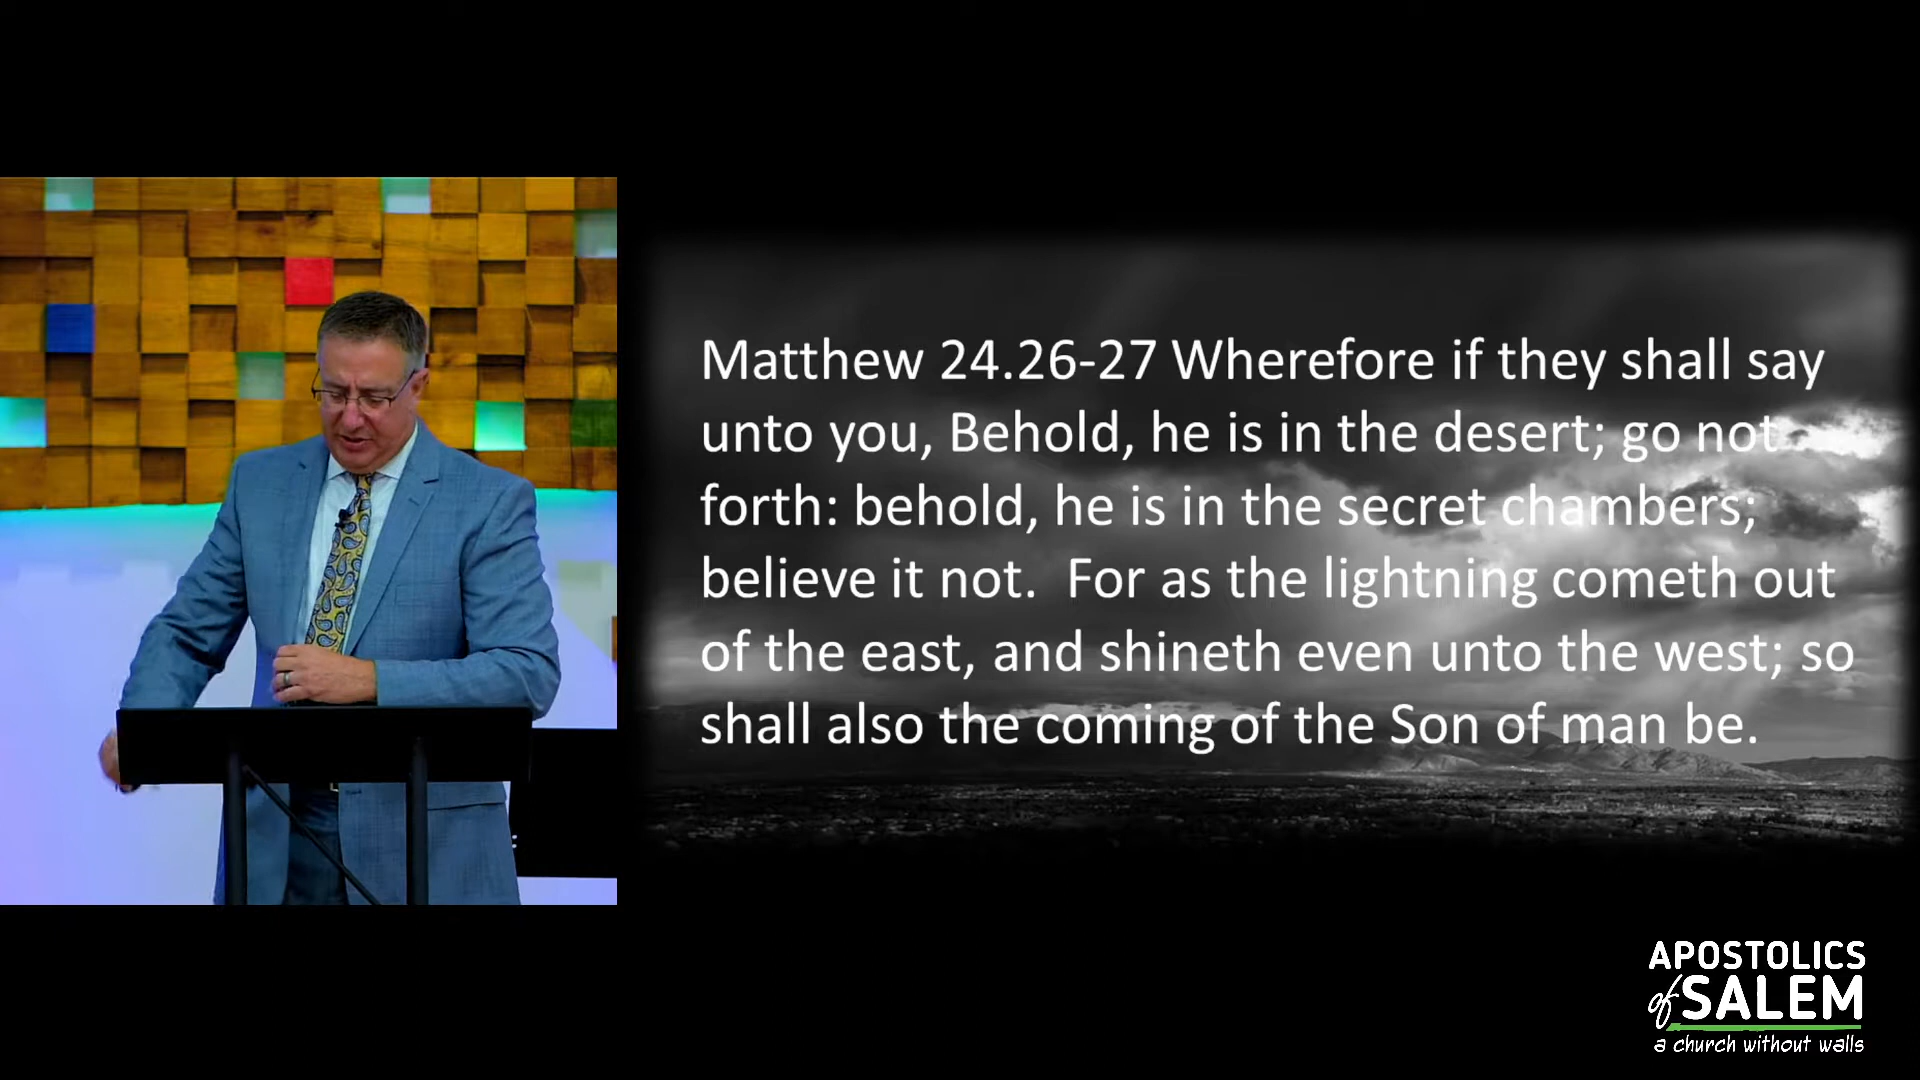 Matthew 24.26-27 Wherefore if they shall say
unto you, Behold, he is in the desert; go not
forth: behold, he is in the secret chambers;
believe it not.  For as the lightning cometh out
of the east, and shineth even unto the west; so
shall also the coming of the Son of man be.
APOSTOLICS
of SALEM
a church without walls